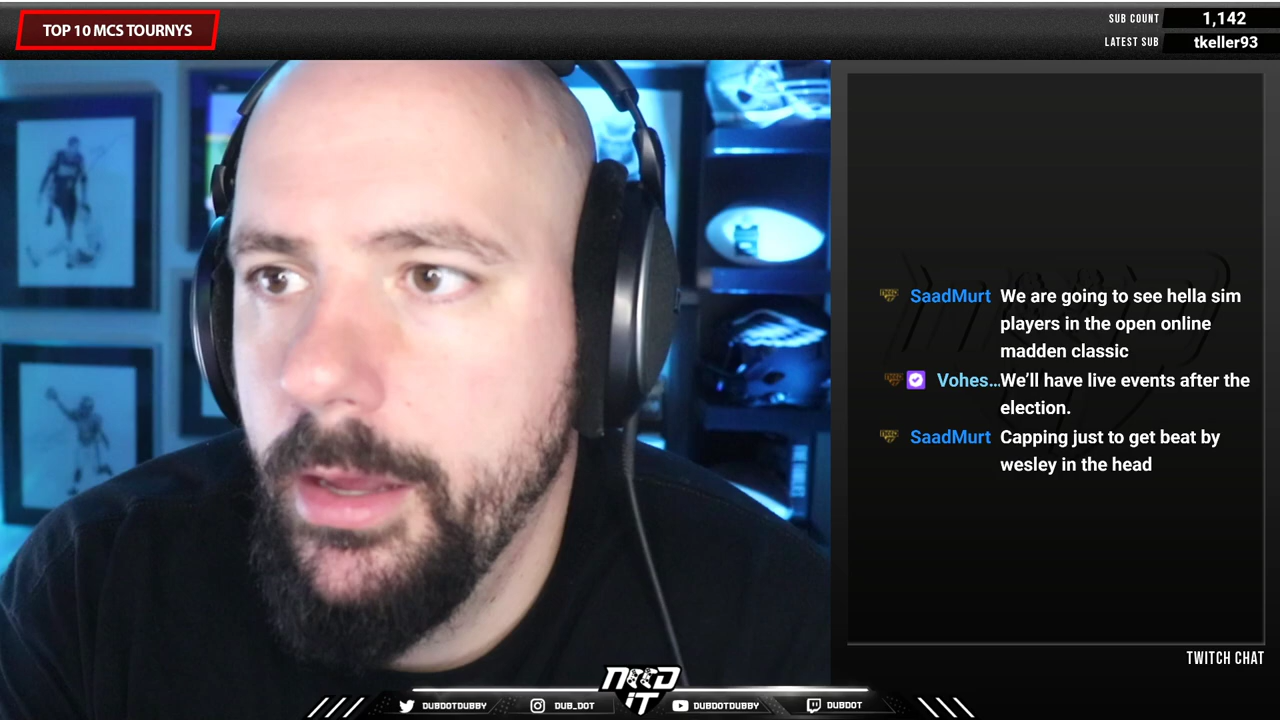 TOP 10 MCS TOURNYS
SUB COUNT 1,142
LATEST SUB tkeller93
SaadMurt We are going to see hella sim
players in the open online
madden classic
Vohes... We’ll have live events after the
election.
SaadMurt Capping just to get beat by
wesley in the head
TWITCH CHAT
NEED
IT
DUBDOTDUBBY DUB_DOT DUBDOTDUBBY DUBDOT